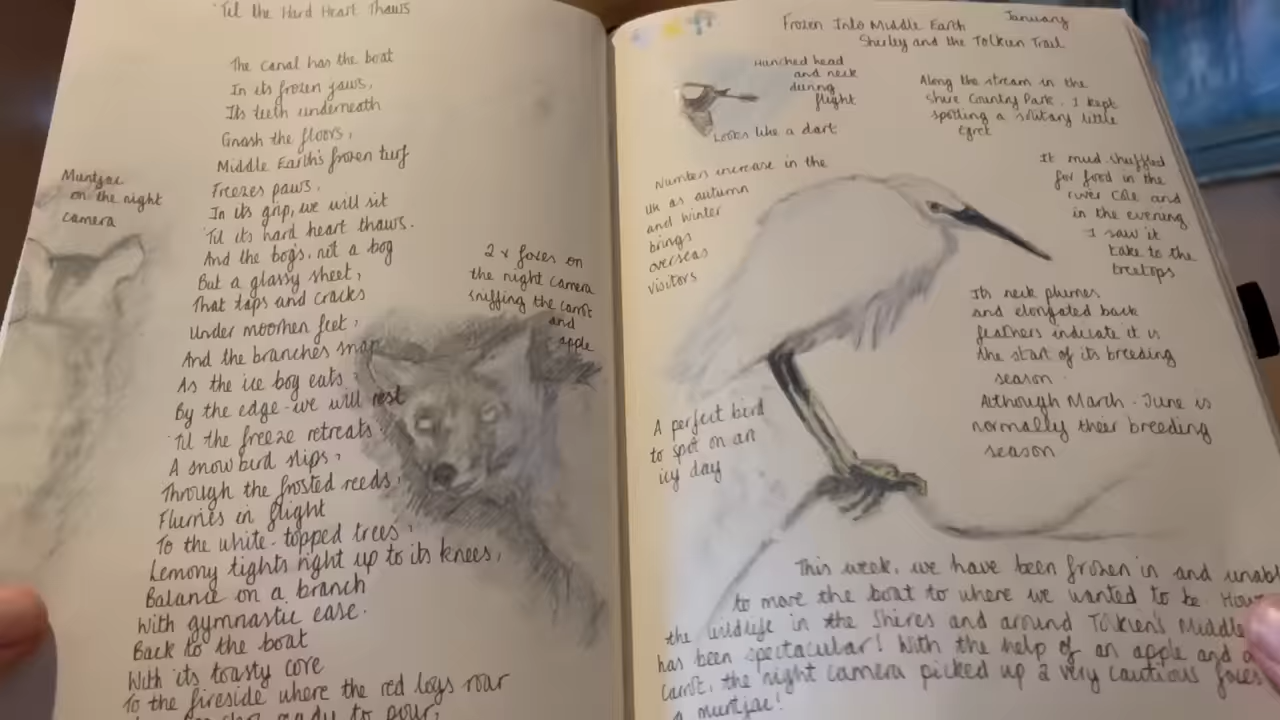 'Til the Hard Heart Thaws
The canal has the boat
In its frozen jaws,
Its teeth underneath
Gnash the floors,
Middle Earth's frozen turf
Freezes paws.
In its grip, we will sit
'Til its hard heart thaws.
And the bog's, not a bog
But a glassy sheet,
That taps and cracks
Under moorhen feet,
And the branches snap
As the ice boy eats,
By the edge-we will rest
'Til the freeze retreats.
A snow bird slips,
Through the frosted reeds,
Flurries in flight
To the white-topped trees,
Lemony tights right up to its knees,
Balance on a branch
With gymnastic ease.
Back to the boat
With its toasty core
To the fireside where the red logs roar
ready to pour,
Muntjac
on the night
camera
2 x foxes on
the night camera
sniffing the carrot
and
apple
January
Frozen Into Middle Earth
Shirley and the Tolkien Trail
Hunched head
and neck
during
flight
Looks like a dart
Along the stream in the
Shire Country Park, I kept
spotting a solitary little
Egret
Numbers increase in the
UK as autumn
and winter
brings
overseas
visitors
It mud-shuffled
for food in the
river Cole and
in the evening
I saw it
take to the
treetops
Its neck plumes
and elongated back
feathers indicate it is
the start of its breeding
season.
Although March-June is
normally their breeding
season
A perfect bird
to spot on an
icy day
This week, we have been frozen in and unabl
to move the boat to where we wanted to be. How
the wildlife in the Shires and around Tolkien's Middle
has been spectacular! With the help of an apple and a
carrot, the night camera picked up 2 very cautious foxes
a muntjac!